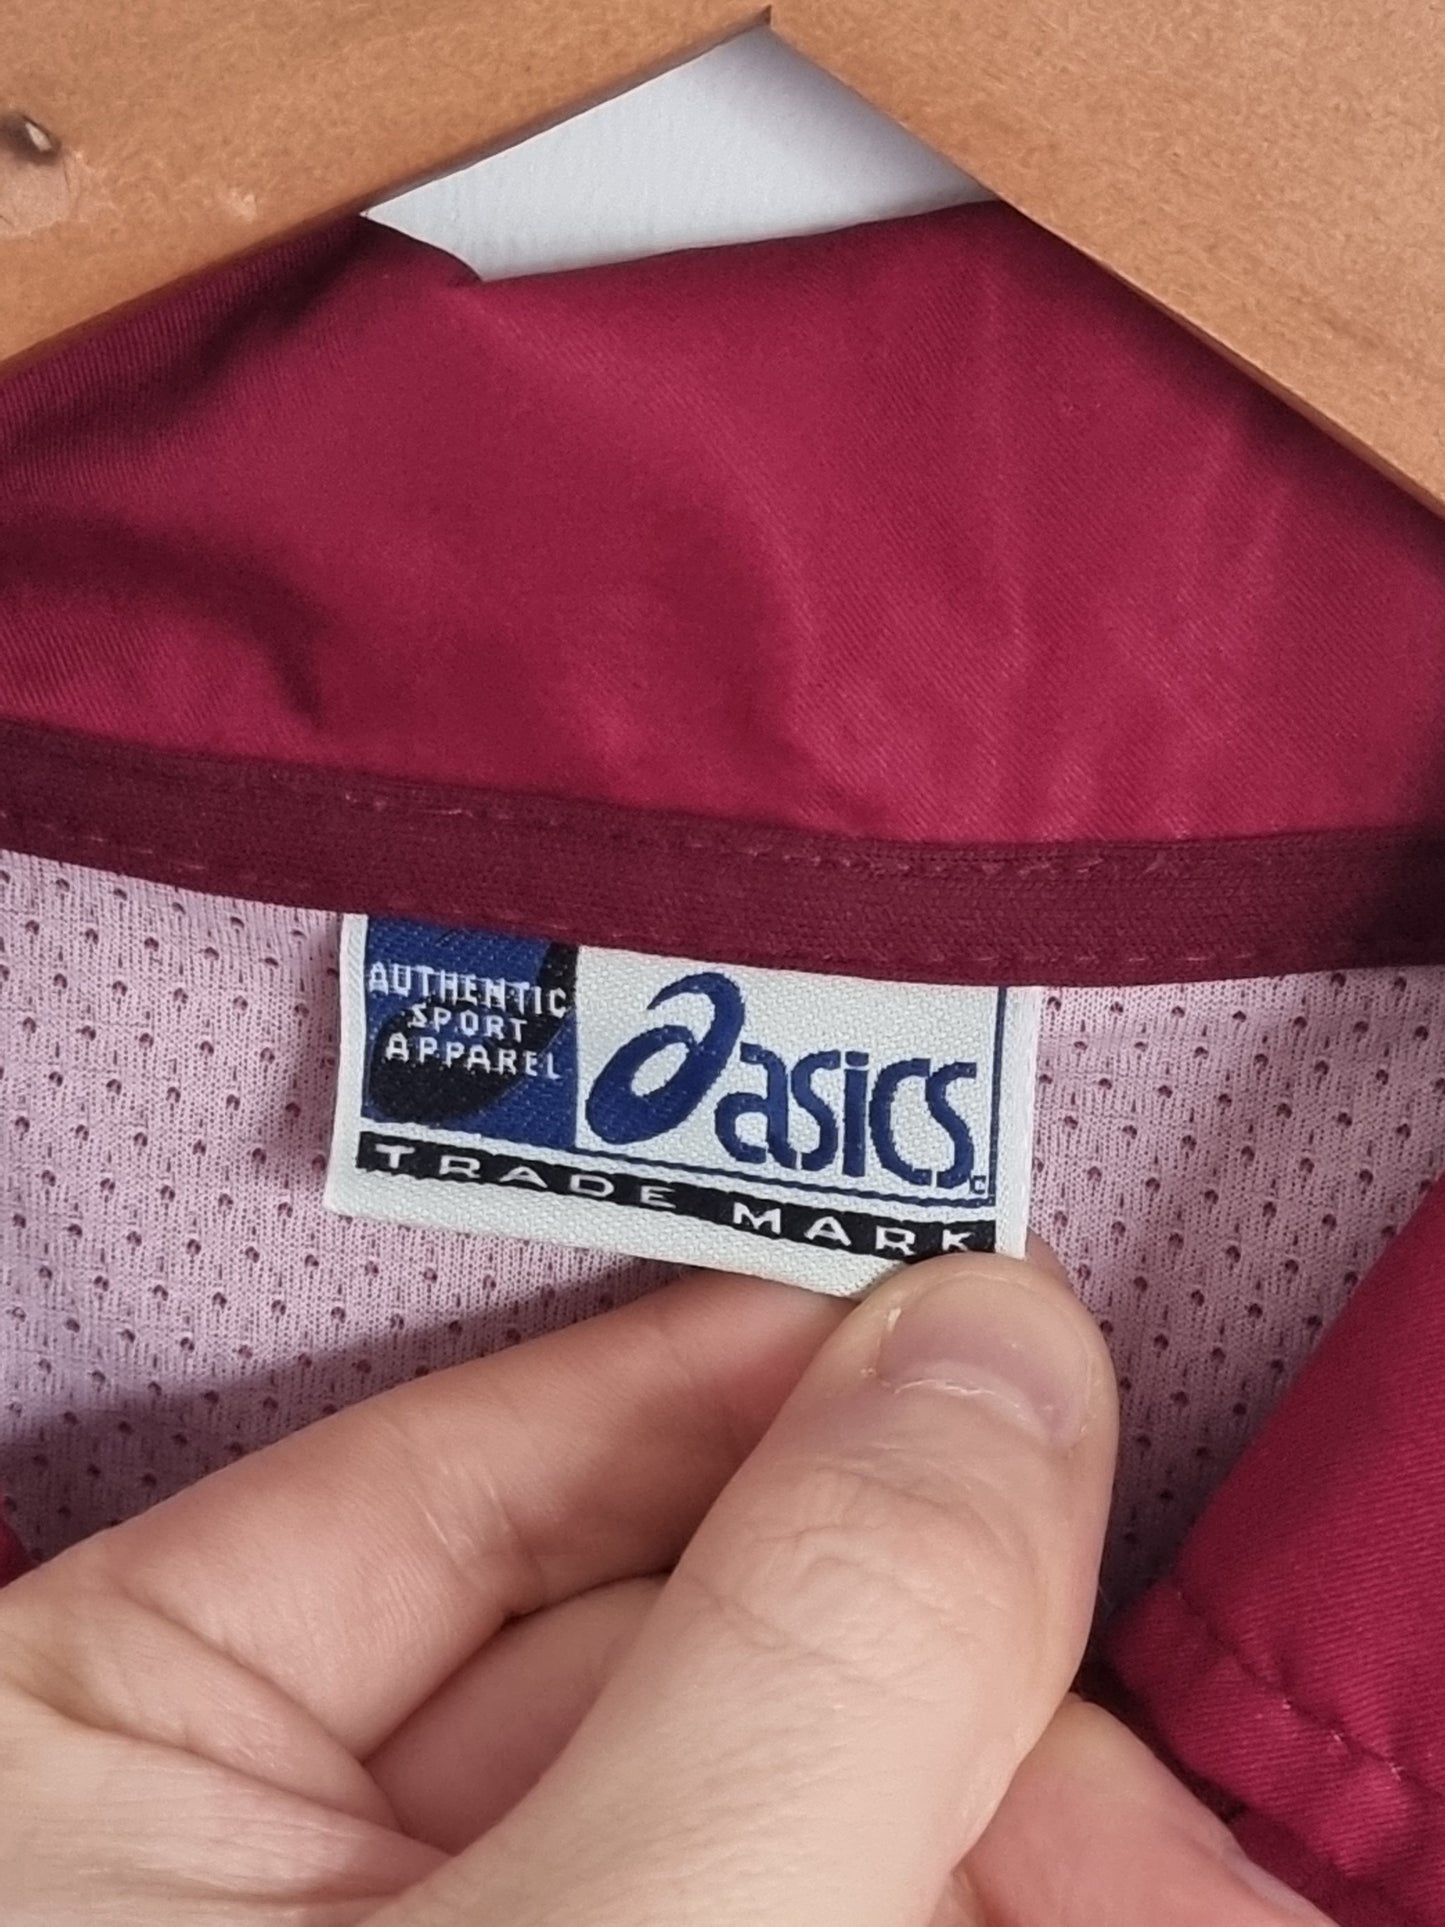 AUTHENTIC
SPORT
APPAREL
asics
C
TRADE MARK